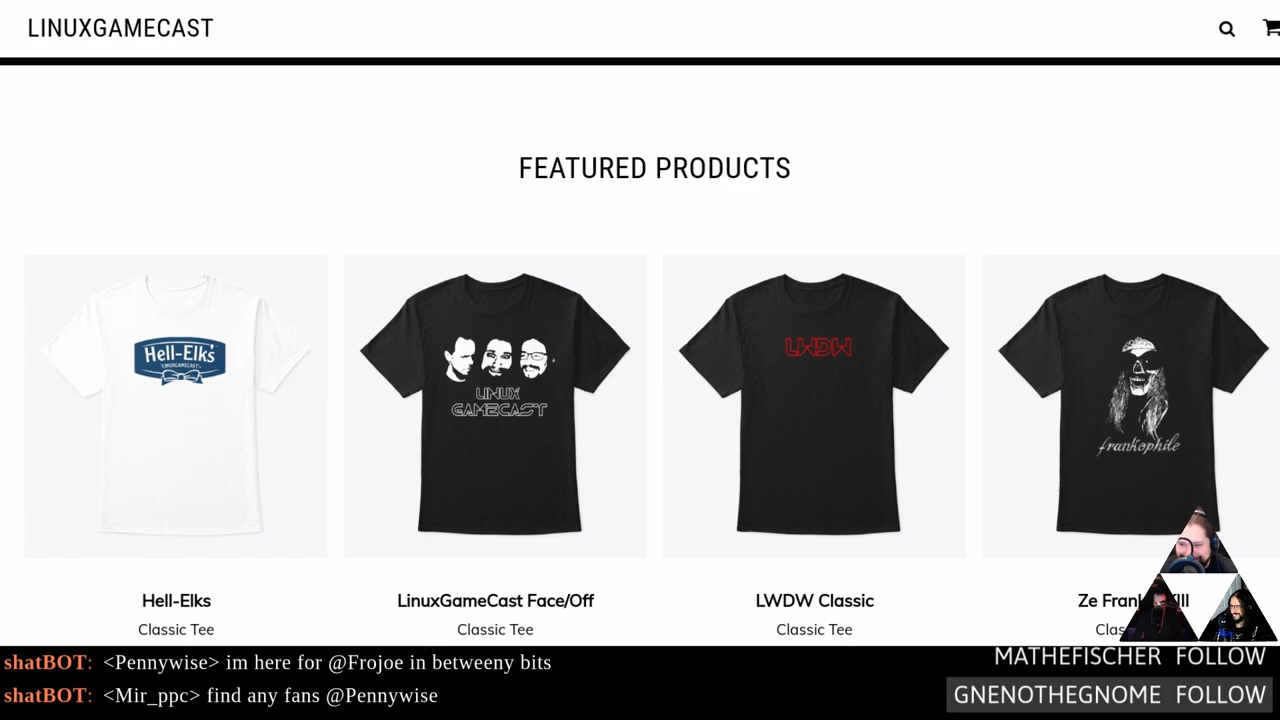 LINUXGAMECAST
FEATURED PRODUCTS
Hell-Elks
LINUXGAMECAST
LINUX
GAMECAST
LWDW
frankophile
Hell-Elks
Classic Tee
LinuxGameCast Face/Off
Classic Tee
LWDW Classic
Classic Tee
Ze
shatBOT: <Pennywise> im here for @Frojoe in betweeny bits
shatBOT: <Mir_ppc> find any fans @Pennywise
MATHEFISCHER FOLLOW
GNENOTHEGNOME FOLLOW